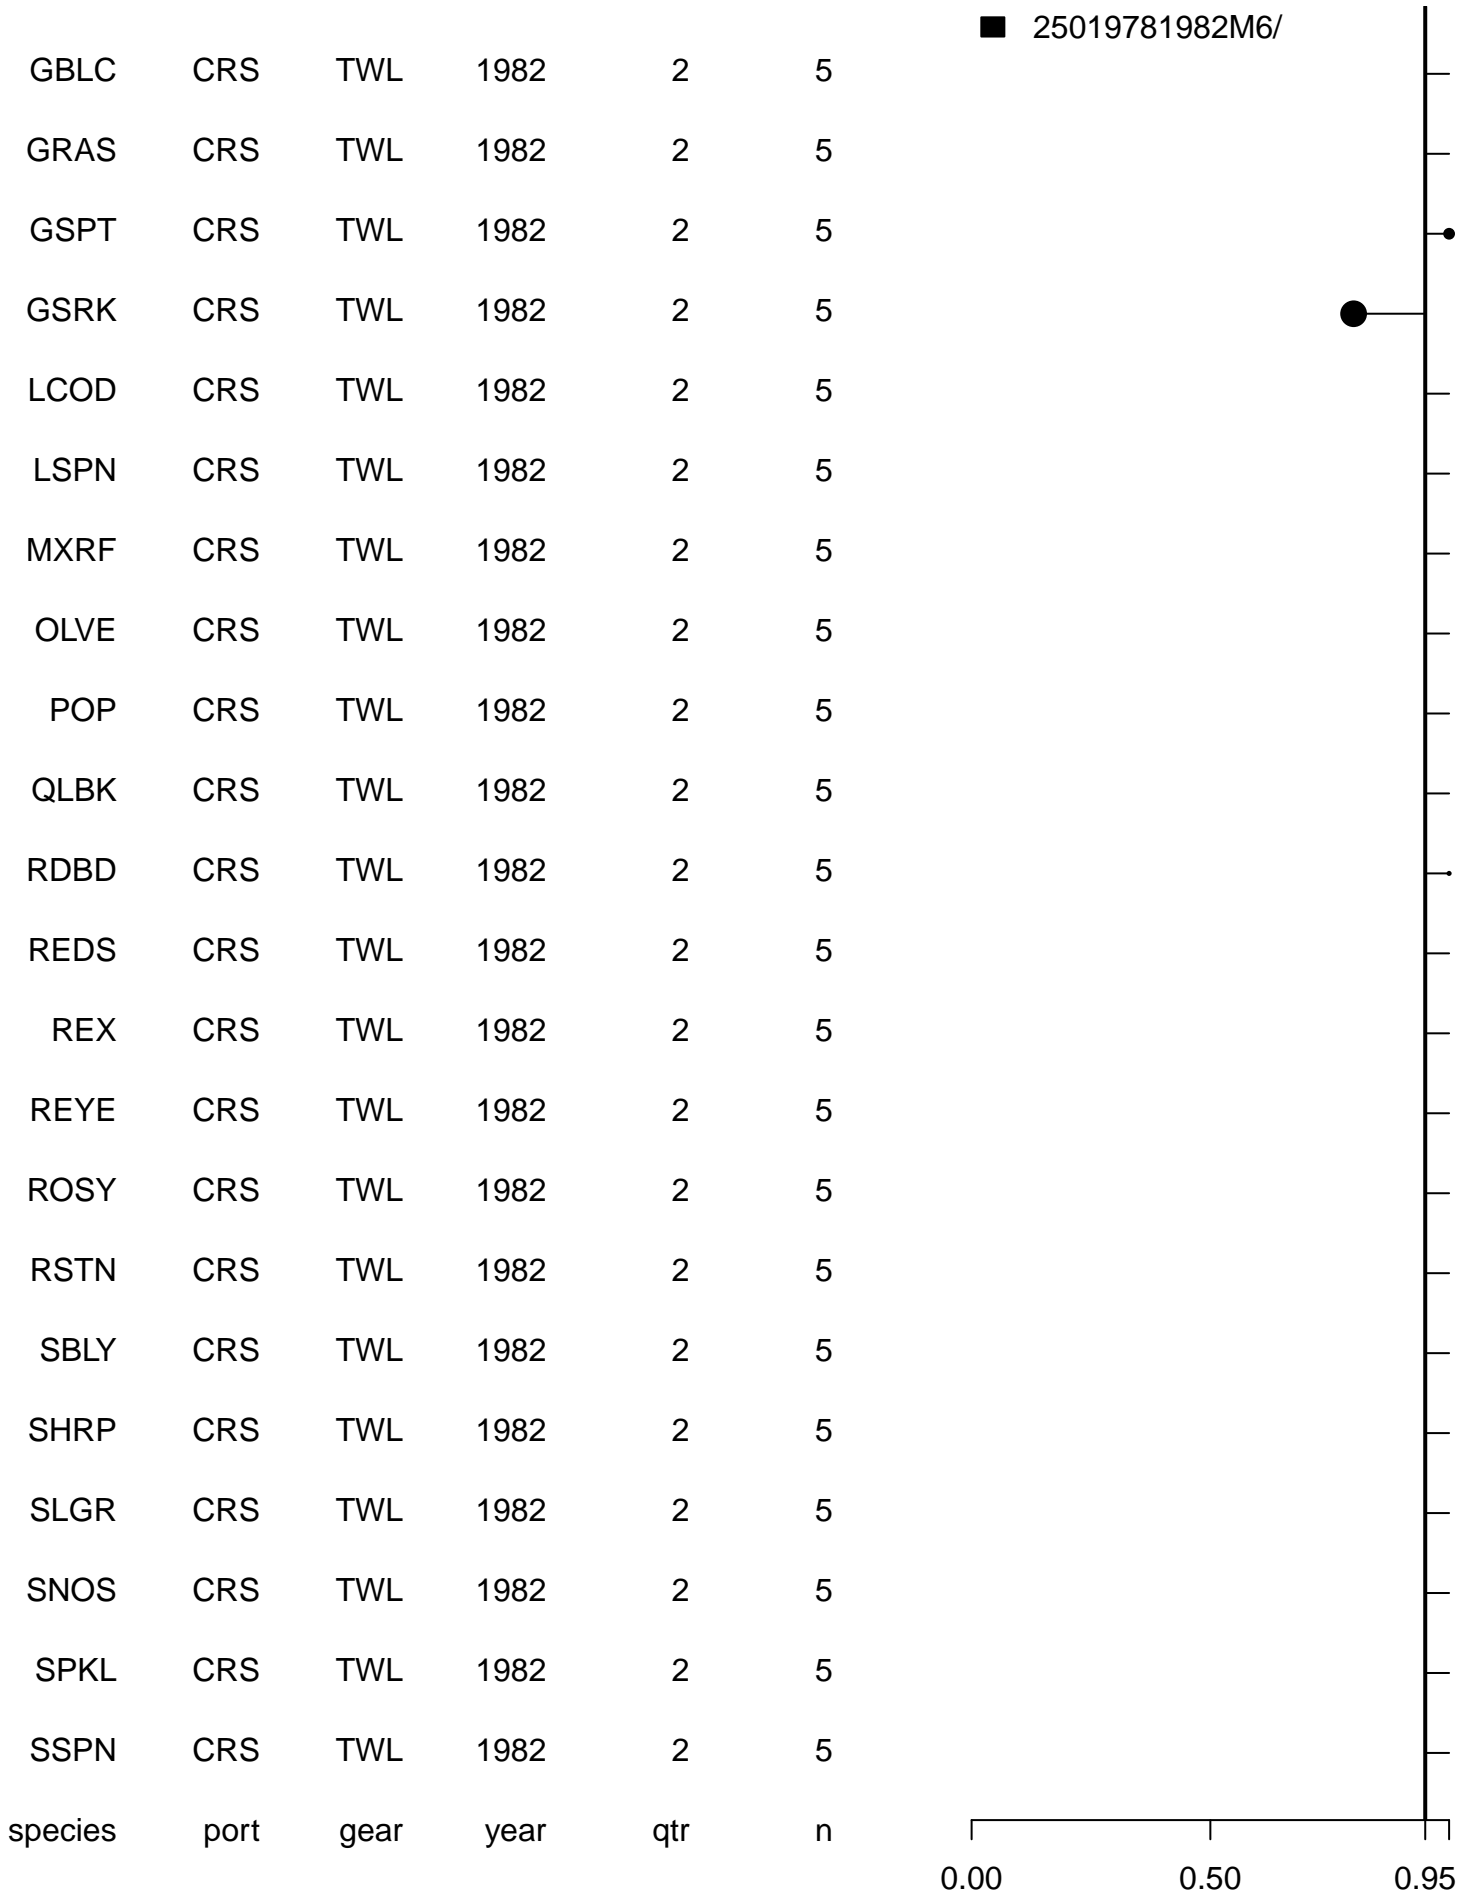 25019781982M6/
GBLC CRS TWL 1982 2 5
GRAS CRS TWL 1982 2 5
GSPT CRS TWL 1982 2 5
GSRK CRS TWL 1982 2 5
LCOD CRS TWL 1982 2 5
LSPN CRS TWL 1982 2 5
MXRF CRS TWL 1982 2 5
OLVE CRS TWL 1982 2 5
POP CRS TWL 1982 2 5
QLBK CRS TWL 1982 2 5
RDBD CRS TWL 1982 2 5
REDS CRS TWL 1982 2 5
REX CRS TWL 1982 2 5
REYE CRS TWL 1982 2 5
ROSY CRS TWL 1982 2 5
RSTN CRS TWL 1982 2 5
SBLY CRS TWL 1982 2 5
SHRP CRS TWL 1982 2 5
SLGR CRS TWL 1982 2 5
SNOS CRS TWL 1982 2 5
SPKL CRS TWL 1982 2 5
SSPN CRS TWL 1982 2 5
species port gear year qtr n
0.00 0.50 0.95